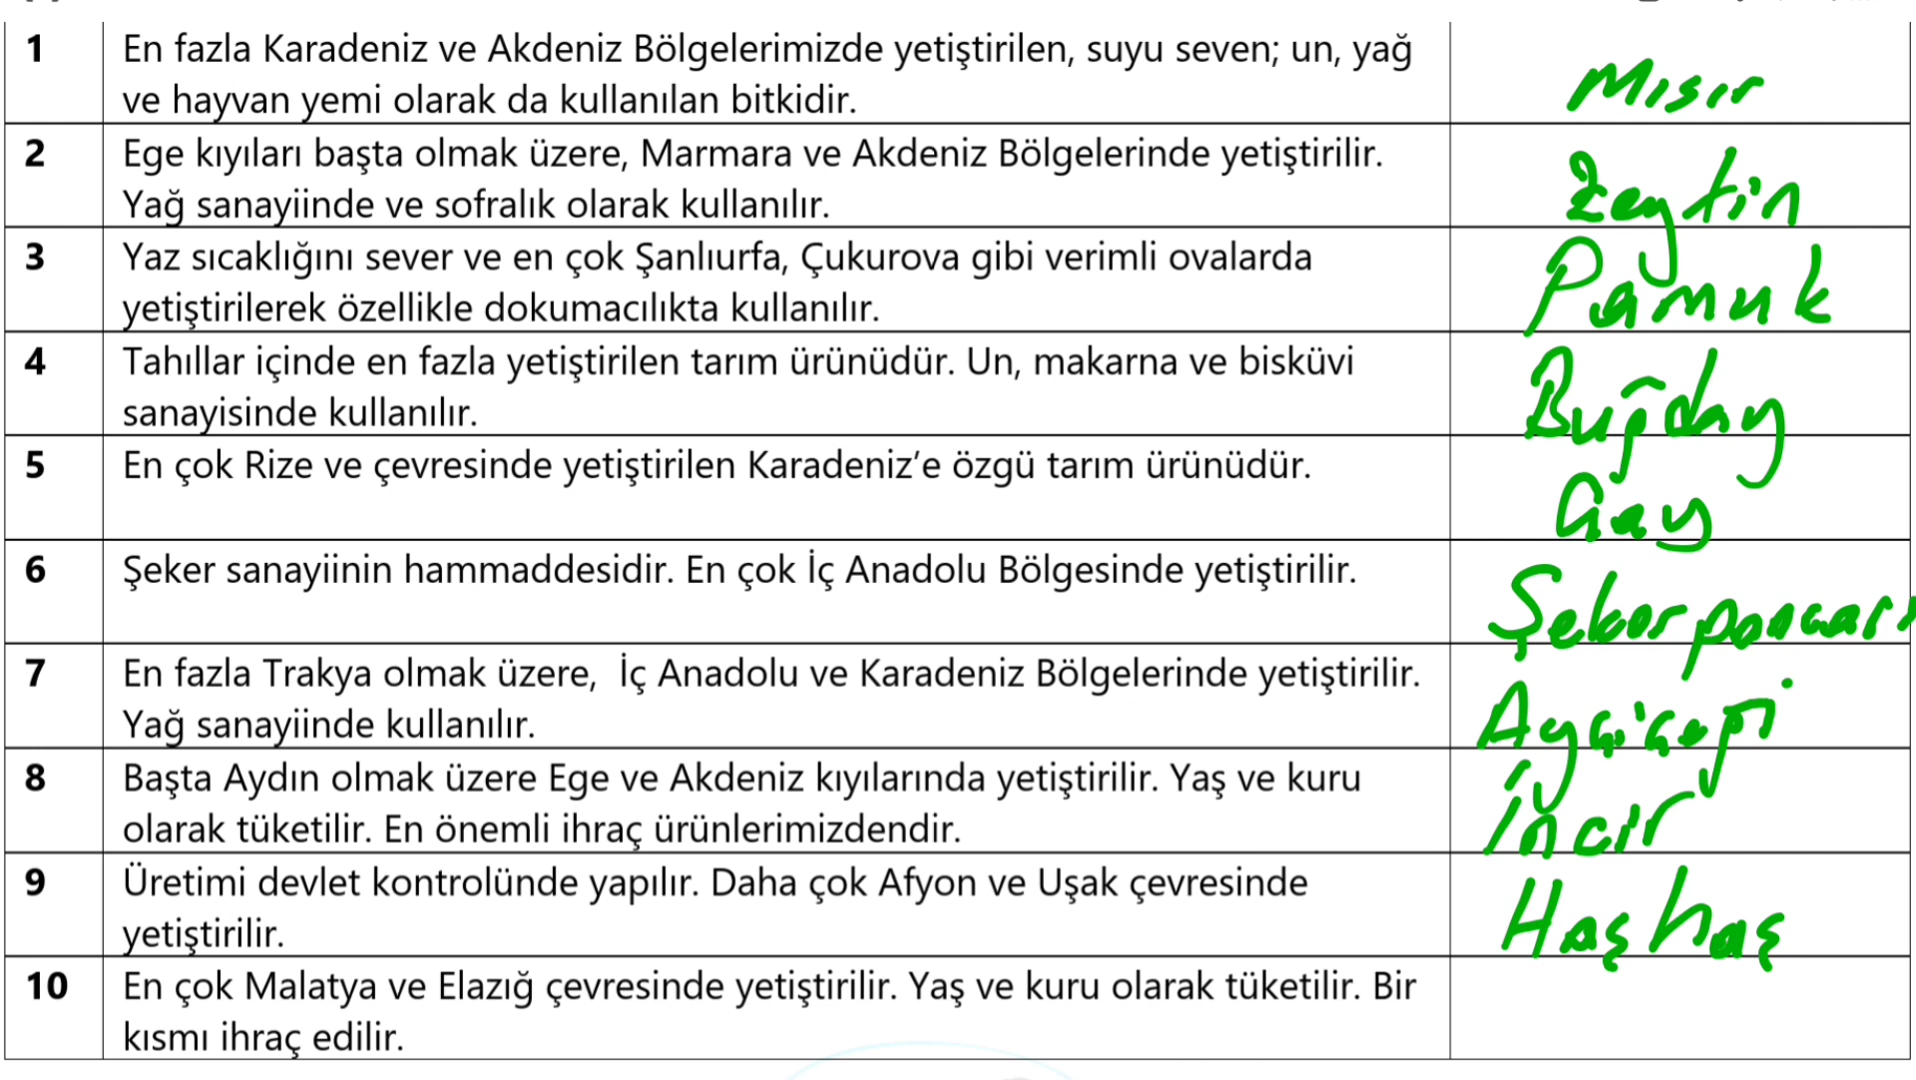 1 En fazla Karadeniz ve Akdeniz Bölgelerimizde yetiştirilen, suyu seven; un, yağ
ve hayvan yemi olarak da kullanılan bitkidir.
Mısır
2 Ege kıyıları başta olmak üzere, Marmara ve Akdeniz Bölgelerinde yetiştirilir.
Yağ sanayiinde ve sofralık olarak kullanılır.
Zeytin
3 Yaz sıcaklığını sever ve en çok Şanlıurfa, Çukurova gibi verimli ovalarda
yetiştirilerek özellikle dokumacılıkta kullanılır.
Pamuk
4 Tahıllar içinde en fazla yetiştirilen tarım ürünüdür. Un, makarna ve bisküvi
sanayisinde kullanılır.
Buğday
5 En çok Rize ve çevresinde yetiştirilen Karadeniz’e özgü tarım ürünüdür.
Çay
6 Şeker sanayiinin hammaddesidir. En çok İç Anadolu Bölgesinde yetiştirilir.
Şeker pancarı
7 En fazla Trakya olmak üzere, İç Anadolu ve Karadeniz Bölgelerinde yetiştirilir.
Yağ sanayiinde kullanılır.
Ayçiçeği
8 Başta Aydın olmak üzere Ege ve Akdeniz kıyılarında yetiştirilir. Yaş ve kuru
olarak tüketilir. En önemli ihraç ürünlerimizdendir.
İncir
9 Üretimi devlet kontrolünde yapılır. Daha çok Afyon ve Uşak çevresinde
yetiştirilir.
Haşhaş
10 En çok Malatya ve Elazığ çevresinde yetiştirilir. Yaş ve kuru olarak tüketilir. Bir
kısmı ihraç edilir.